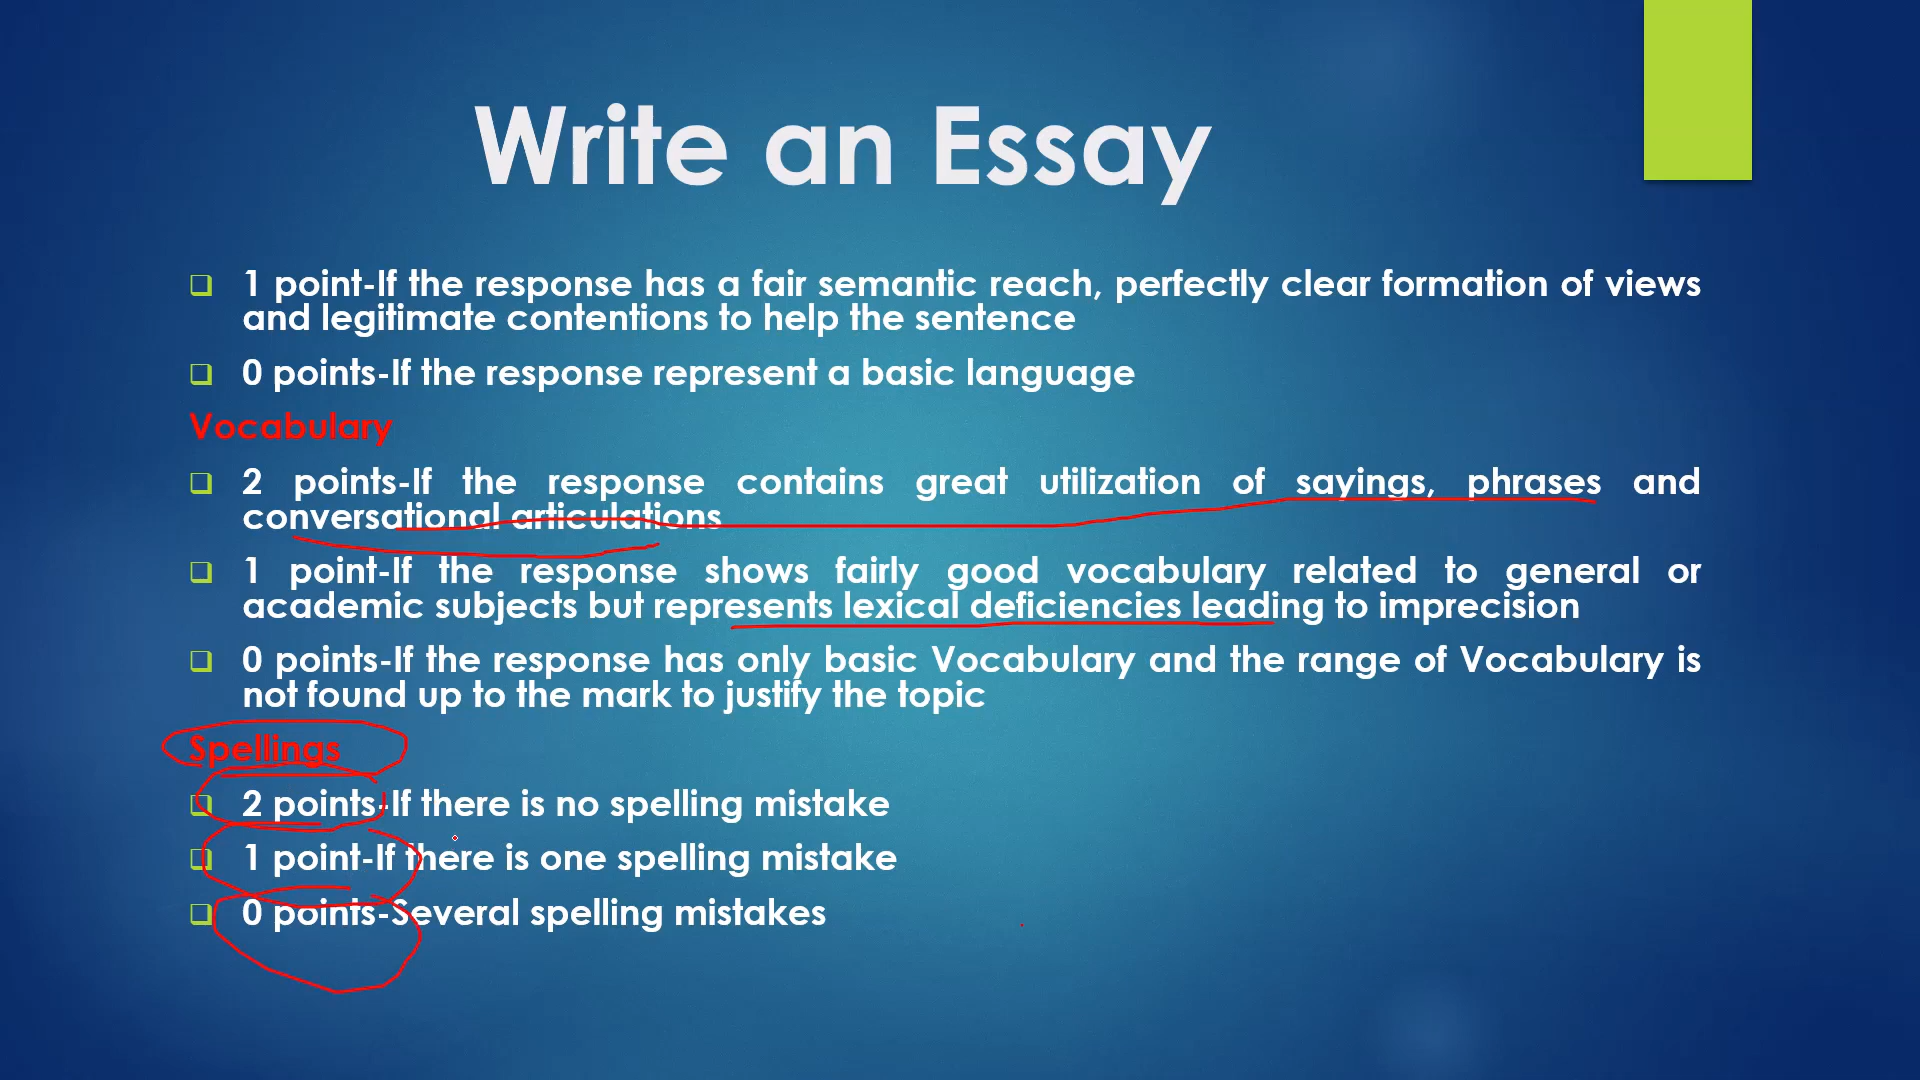 Write an Essay
1 point-If the response has a fair semantic reach, perfectly clear formation of views
and legitimate contentions to help the sentence
0 points-If the response represent a basic language
Vocabulary
2 points-If the response contains great utilization of sayings, phrases and
conversational articulations
1 point-If the response shows fairly good vocabulary related to general or
academic subjects but represents lexical deficiencies leading to imprecision
0 points-If the response has only basic Vocabulary and the range of Vocabulary is
not found up to the mark to justify the topic
Spellings
2 points-If there is no spelling mistake
1 point-If there is one spelling mistake
0 points-Several spelling mistakes